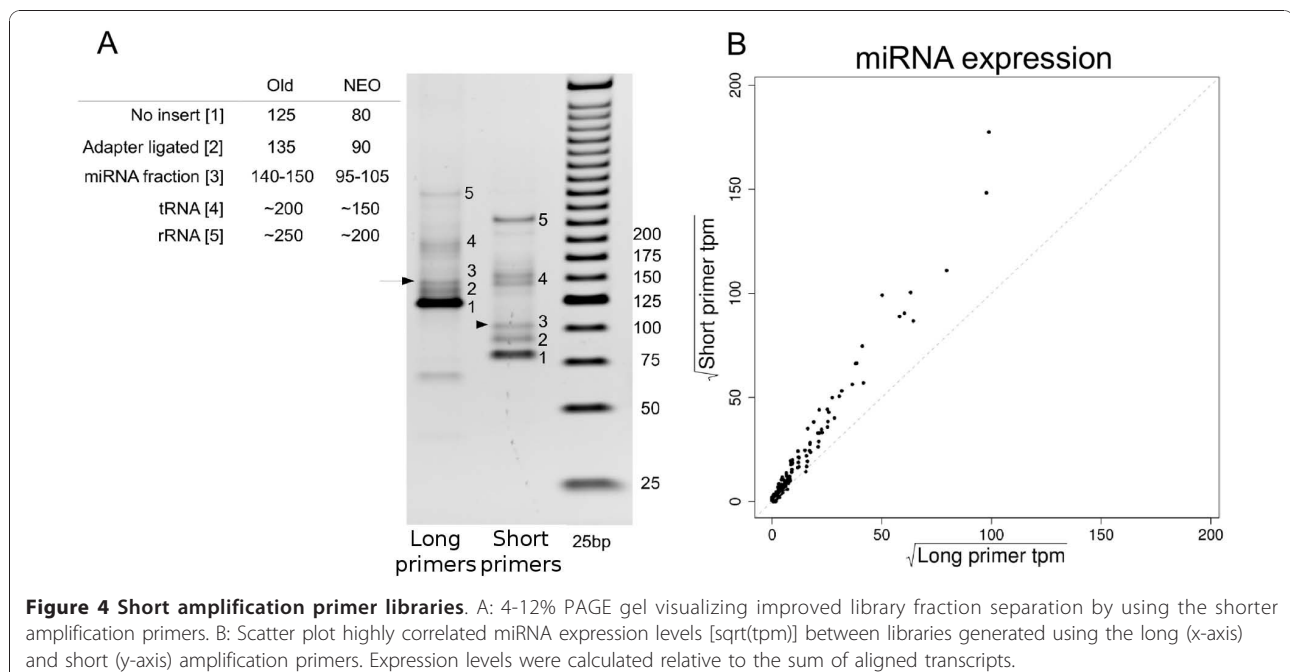 A
Old NEO
No insert [1] 125 80
Adapter ligated [2] 135 90
miRNA fraction [3] 140-150 95-105
tRNA [4] ~200 ~150
rRNA [5] ~250 ~200
5
4
3
2
1
5
4
3
2
1
200
175
150
125
100
75
50
25
Long primers
Short primers
25bp
B
miRNA expression
√Short primer tpm
200
150
100
50
0
0 50 100 150 200
√Long primer tpm
Figure 4 Short amplification primer libraries. A: 4-12% PAGE gel visualizing improved library fraction separation by using the shorter
amplification primers. B: Scatter plot highly correlated miRNA expression levels [sqrt(tpm)] between libraries generated using the long (x-axis)
and short (y-axis) amplification primers. Expression levels were calculated relative to the sum of aligned transcripts.